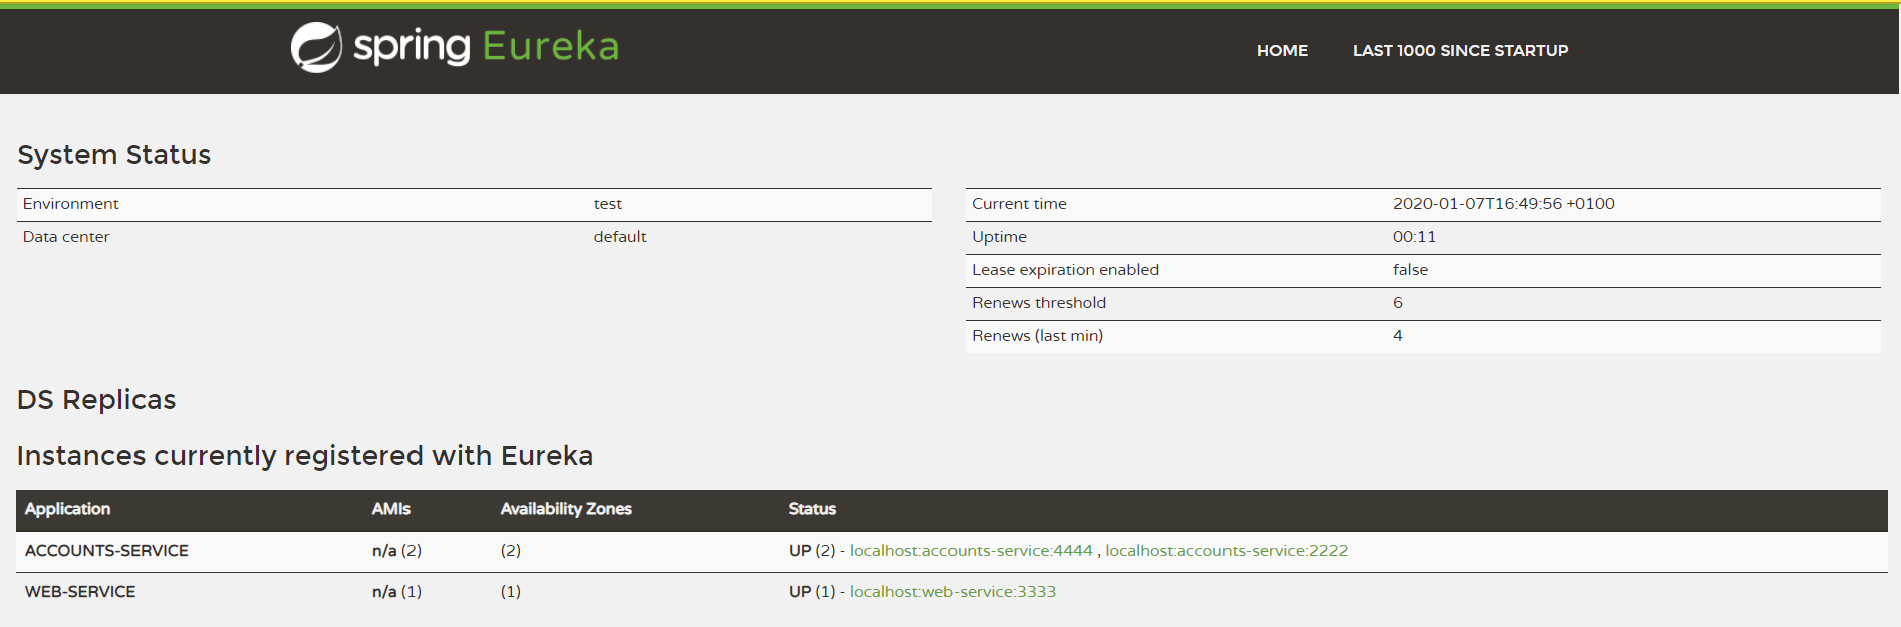 spring Eureka
HOME LAST 1000 SINCE STARTUP
System Status
Environment test
Data center default
Current time 2020-01-07T16:49:56 +0100
Uptime 00:11
Lease expiration enabled false
Renews threshold 6
Renews (last min) 4
DS Replicas
Instances currently registered with Eureka
Application AMIs Availability Zones Status
ACCOUNTS-SERVICE n/a (2) (2) UP (2) - localhost:accounts-service:4444 , localhost:accounts-service:2222
WEB-SERVICE n/a (1) (1) UP (1) - localhost:web-service:3333